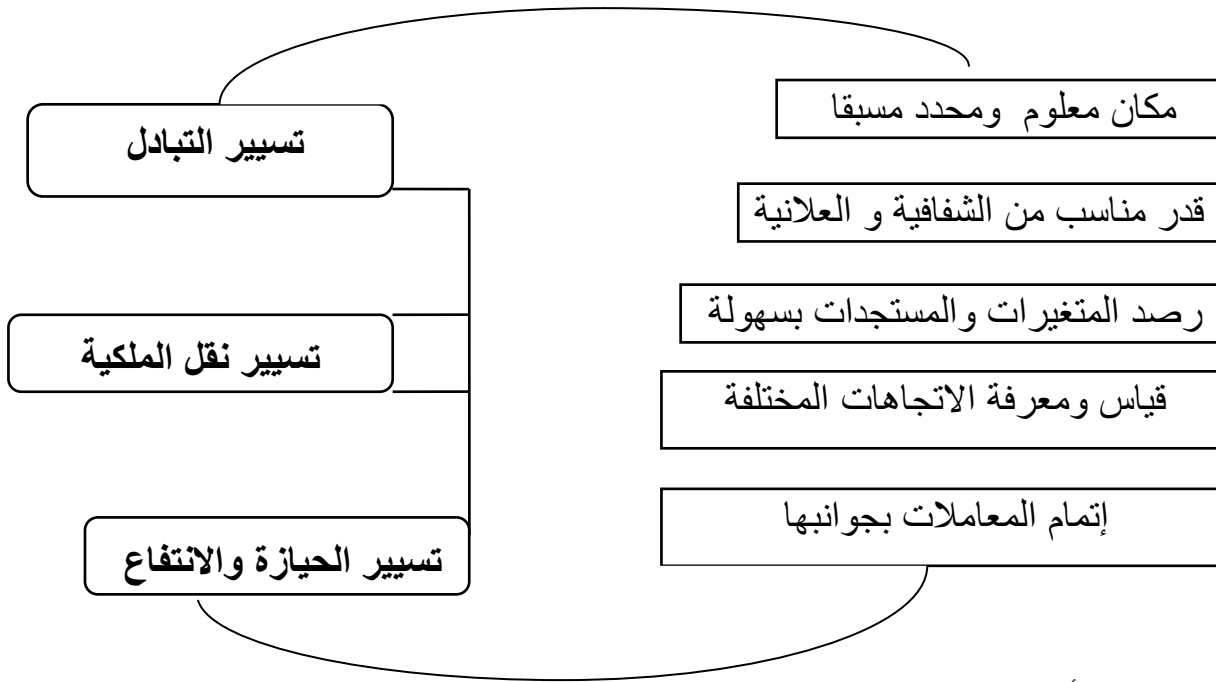 مكان معلوم ومحدد مسبقا
قدر مناسب من الشفافية و العلانية
رصد المتغيرات والمستجدات بسهولة
قياس ومعرفة الاتجاهات المختلفة
إتمام المعاملات بجوانبها
تسيير التبادل
تسيير نقل الملكية
تسيير الحيازة والانتفاع